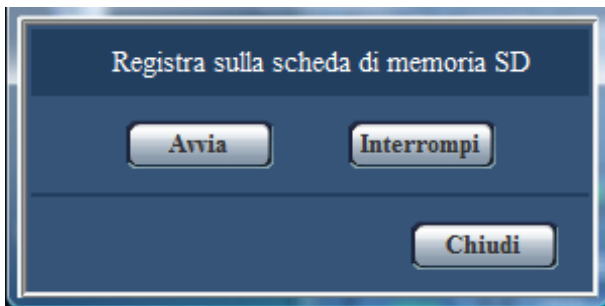 Registra sulla scheda di memoria SD
Avvia Interrompi
Chiudi